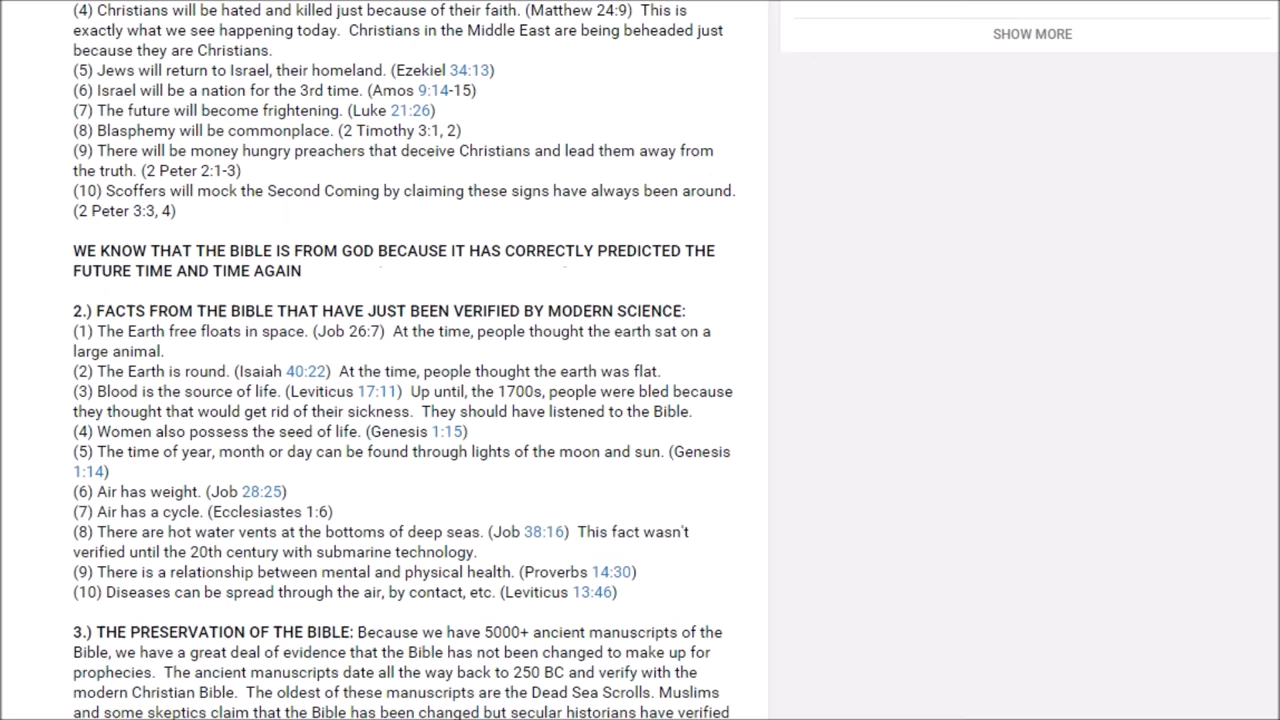 (4) Christians will be hated and killed just because of their faith. (Matthew 24:9)  This is
exactly what we see happening today.  Christians in the Middle East are being beheaded just
because they are Christians.
(5) Jews will return to Israel, their homeland. (Ezekiel 34:13)
(6) Israel will be a nation for the 3rd time. (Amos 9:14-15)
(7) The future will become frightening. (Luke 21:26)
(8) Blasphemy will be commonplace. (2 Timothy 3:1, 2)
(9) There will be money hungry preachers that deceive Christians and lead them away from
the truth. (2 Peter 2:1-3)
(10) Scoffers will mock the Second Coming by claiming these signs have always been around.
(2 Peter 3:3, 4)
WE KNOW THAT THE BIBLE IS FROM GOD BECAUSE IT HAS CORRECTLY PREDICTED THE
FUTURE TIME AND TIME AGAIN
2.) FACTS FROM THE BIBLE THAT HAVE JUST BEEN VERIFIED BY MODERN SCIENCE:
(1) The Earth free floats in space. (Job 26:7)  At the time, people thought the earth sat on a
large animal.
(2) The Earth is round. (Isaiah 40:22)  At the time, people thought the earth was flat.
(3) Blood is the source of life. (Leviticus 17:11)  Up until, the 1700s, people were bled because
they thought that would get rid of their sickness.  They should have listened to the Bible.
(4) Women also possess the seed of life. (Genesis 1:15)
(5) The time of year, month or day can be found through lights of the moon and sun. (Genesis
1:14)
(6) Air has weight. (Job 28:25)
(7) Air has a cycle. (Ecclesiastes 1:6)
(8) There are hot water vents at the bottoms of deep seas. (Job 38:16)  This fact wasn't
verified until the 20th century with submarine technology.
(9) There is a relationship between mental and physical health. (Proverbs 14:30)
(10) Diseases can be spread through the air, by contact, etc. (Leviticus 13:46)
3.) THE PRESERVATION OF THE BIBLE: Because we have 5000+ ancient manuscripts of the
Bible, we have a great deal of evidence that the Bible has not been changed to make up for
prophecies.  The ancient manuscripts date all the way back to 250 BC and verify with the
modern Christian Bible.  The oldest of these manuscripts are the Dead Sea Scrolls. Muslims
and some skeptics claim that the Bible has been changed but secular historians have verified
SHOW MORE